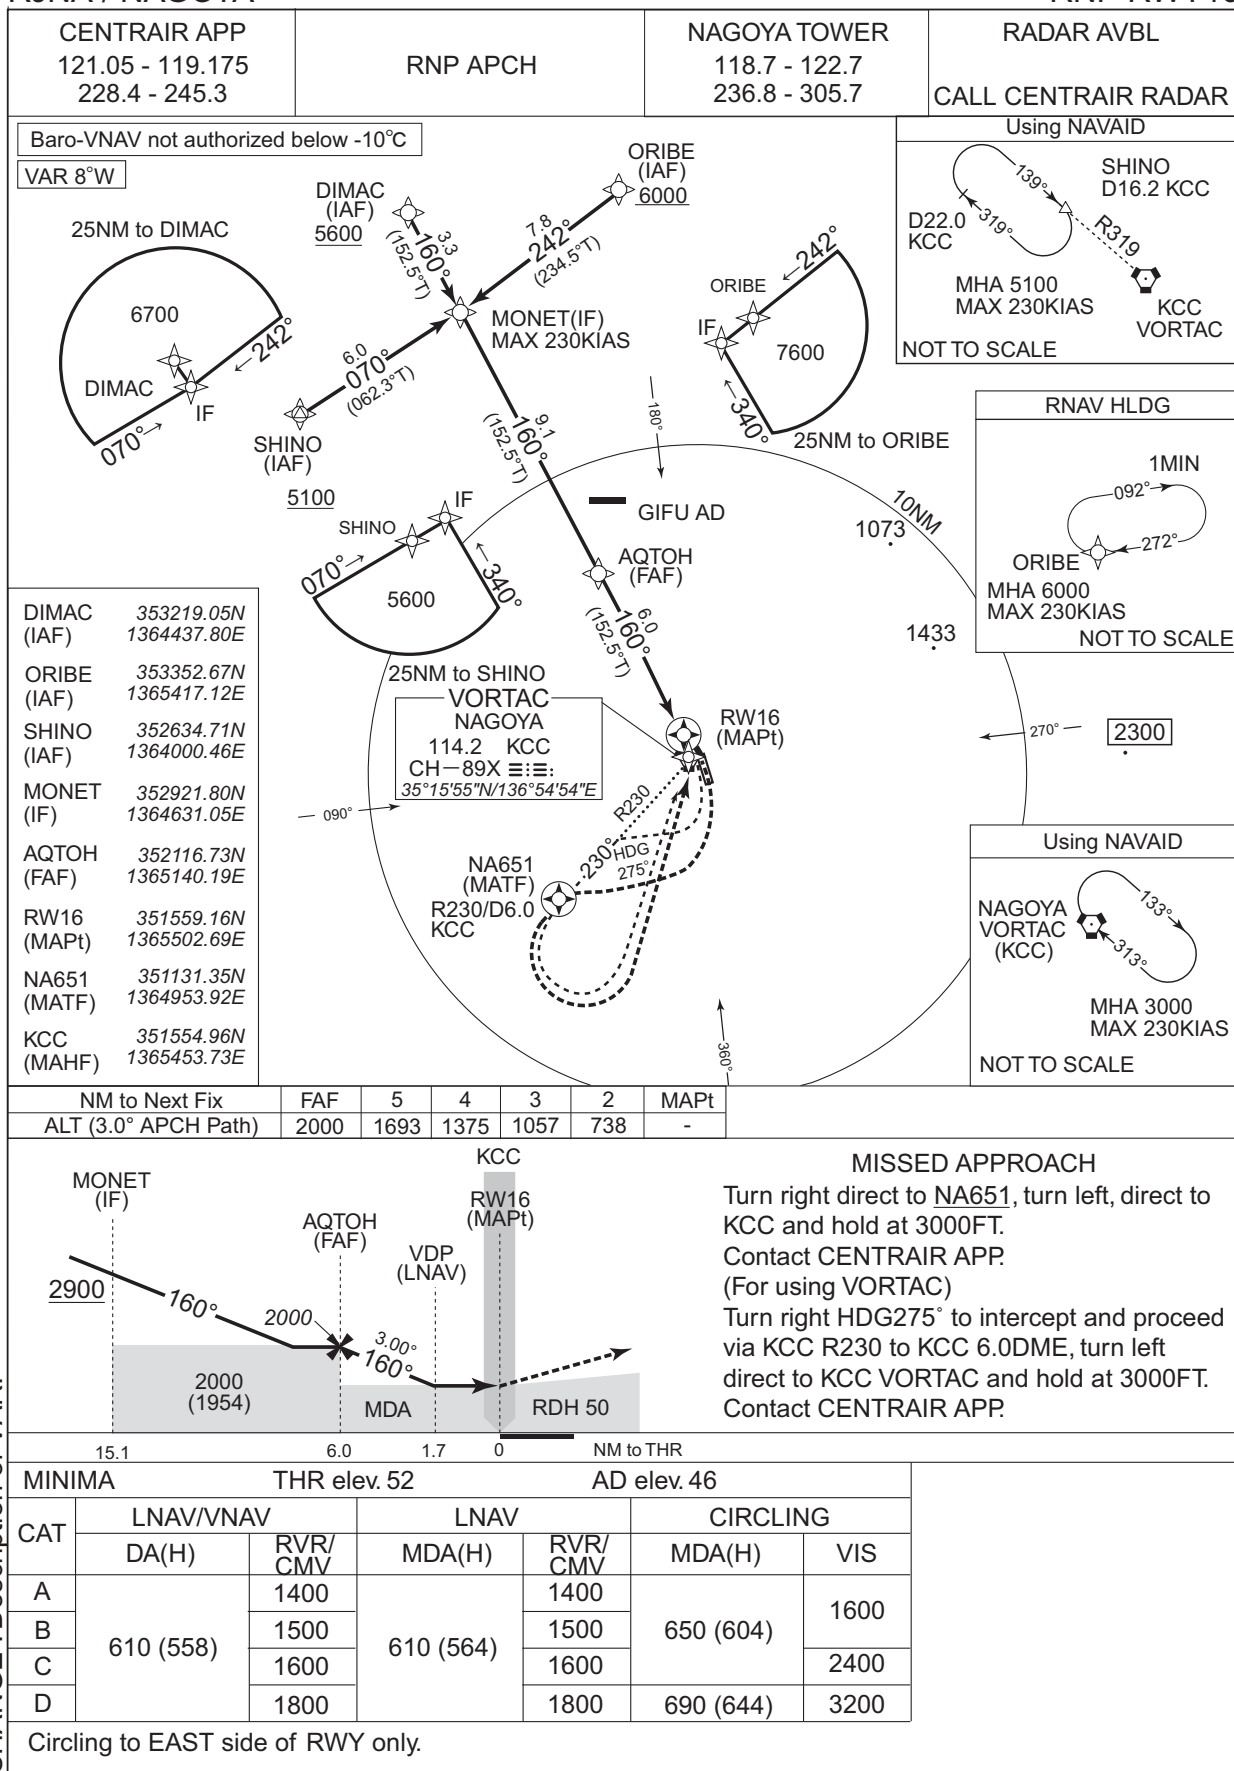 CENTRAIR APP
121.05 - 119.175
228.4 - 245.3
RNP APCH
NAGOYA TOWER
118.7 - 122.7
236.8 - 305.7
RADAR AVBL
CALL CENTRAIR RADAR
Baro-VNAV not authorized below -10°C
VAR 8°W
25NM to DIMAC
6700
DIMAC
IF
←242°
070°→
DIMAC
(IAF)
5600
3.3
160°
(152.5°T)
ORIBE
(IAF)
6000
7.8
242°
(234.5°T)
MONET(IF)
MAX 230KIAS
6.0
070°
(062.3°T)
SHINO
(IAF)
5100
9.1
160°
(152.5°T)
←242°
ORIBE
IF
7600
←340°
25NM to ORIBE
180°
GIFU AD
10NM
1073
AQTOH
(FAF)
SHINO
IF
070°→
←340°
5600
25NM to SHINO
6.0
160°
(152.5°T)
1433
VORTAC
NAGOYA
114.2 KCC
CH-89X
35°15'55"N/136°54'54"E
RW16
(MAPt)
270°
2300
090°
R230
230°
HDG
275°
NA651
(MATF)
R230/D6.0
KCC
360°
Using NAVAID
139°
319°
SHINO
D16.2 KCC
D22.0
KCC
R319
MHA 5100
MAX 230KIAS
KCC
VORTAC
NOT TO SCALE
RNAV HLDG
1MIN
092°
272°
ORIBE
MHA 6000
MAX 230KIAS
NOT TO SCALE
Using NAVAID
NAGOYA
VORTAC
(KCC)
133°
313°
MHA 3000
MAX 230KIAS
NOT TO SCALE
DIMAC 353219.05N
(IAF) 1364437.80E
ORIBE 353352.67N
(IAF) 1365417.12E
SHINO 352634.71N
(IAF) 1364000.46E
MONET 352921.80N
(IF) 1364631.05E
AQTOH 352116.73N
(FAF) 1365140.19E
RW16 351559.16N
(MAPt) 1365502.69E
NA651 351131.35N
(MATF) 1364953.92E
KCC 351554.96N
(MAHF) 1365453.73E
NM to Next Fix FAF 5 4 3 2 MAPt
ALT (3.0° APCH Path) 2000 1693 1375 1057 738 -
MONET
(IF)
2900
160°
AQTOH
(FAF)
2000
3.00°
160°
VDP
(LNAV)
KCC
RW16
(MAPt)
2000
(1954)
MDA
RDH 50
15.1 6.0 1.7 0 NM to THR
MISSED APPROACH
Turn right direct to NA651, turn left, direct to
KCC and hold at 3000FT.
Contact CENTRAIR APP.
(For using VORTAC)
Turn right HDG275° to intercept and proceed
via KCC R230 to KCC 6.0DME, turn left
direct to KCC VORTAC and hold at 3000FT.
Contact CENTRAIR APP.
MINIMA THR elev. 52 AD elev. 46
CAT LNAV/VNAV LNAV CIRCLING
DA(H) RVR/CMV MDA(H) RVR/CMV MDA(H) VIS
A 610 (558) 1400 610 (564) 1400 650 (604) 1600
B 1500 1500
C 1600 1600 2400
D 1800 1800 690 (644) 3200
Circling to EAST side of RWY only.